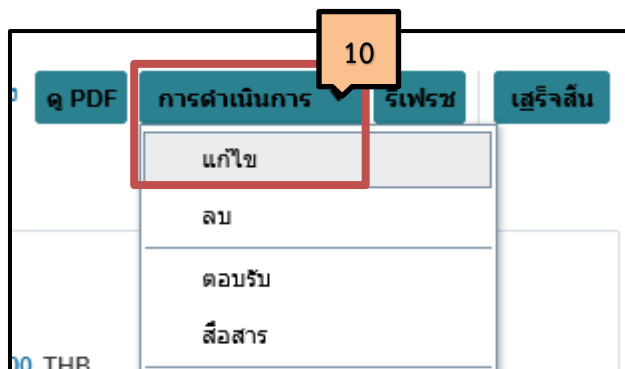 10
ดู PDF การดำเนินการ รีเฟรช เสร็จสิ้น
แก้ไข
ลบ
ตอบรับ
สื่อสาร
00 THB